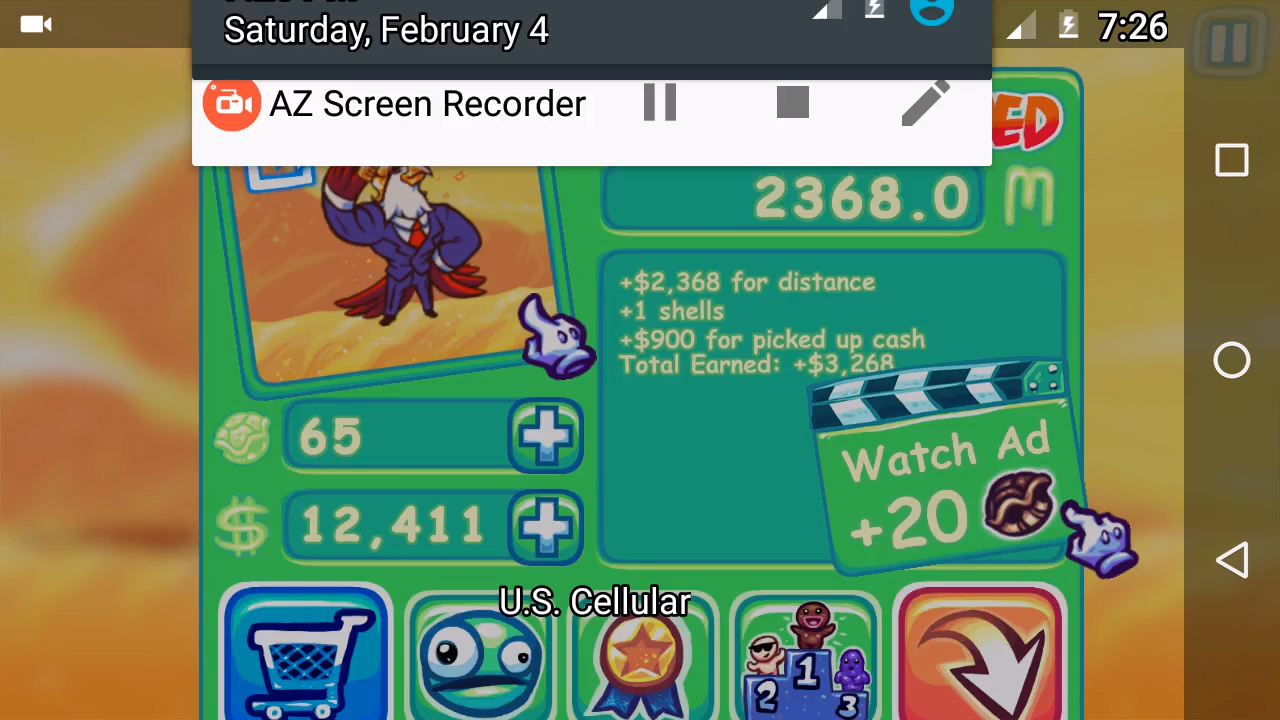 Saturday, February 4
7:26
AZ Screen Recorder
ED
2368.0 m
+$2,368 for distance
+1 shells
+$900 for picked up cash
Total Earned: +$3,268
65
Watch Ad
+20
$ 12,411
U.S. Cellular
1
2
3